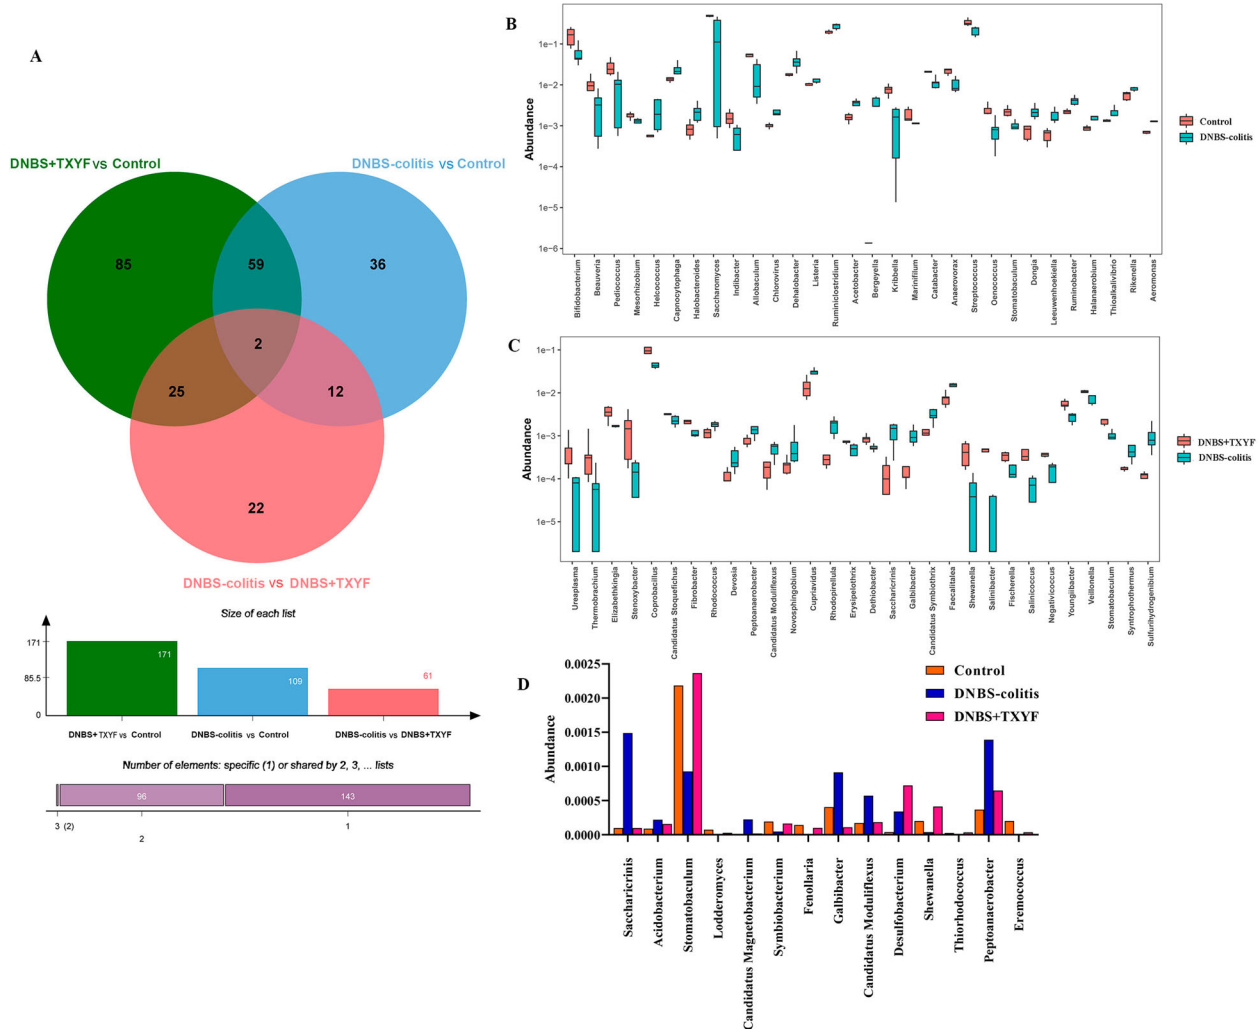 A
DNBS+TXYF vs Control
DNBS-colitis vs Control
85
59
36
2
25
12
22
DNBS-colitis vs DNBS+TXYF
Size of each list
171
85.5
0
171
109
61
DNBS+TXYF vs Control
DNBS-colitis vs Control
DNBS-colitis vs DNBS+TXYF
Number of elements: specific (1) or shared by 2, 3, ... lists
96
143
3 (2)
2
1
B
Abundance
1e−1
1e−2
1e−3
1e−4
1e−5
1e−6
Bifidobacterium
Beauveria
Pediococcus
Mesorhizobium
Helcococcus
Capnocytophaga
Halobacteroides
Saccharomyces
Indibacter
Allobaculum
Chlorovirus
Dehalobacter
Listeria
Ruminiclostridium
Acetobacter
Bergeyella
Kribbella
Marinifilum
Catabacter
Anaerovorax
Streptococcus
Oenococcus
Stomatobaculum
Dongia
Leeuwenhoekiella
Ruminobacter
Halanaerobium
Thioalkalivibrio
Rikenella
Aeromonas
Control
DNBS-colitis
C
Abundance
1e−1
1e−2
1e−3
1e−4
1e−5
Ureaplasma
Thermobrachium
Elizabethkingia
Stenoxybacter
Coprobacillus
Candidatus Stoquefichus
Fibrobacter
Rhodococcus
Devosia
Peptoanaerobacter
Candidatus Moduliflexus
Novosphingobium
Cupriavidus
Rhodopirellula
Erysipelothrix
Dethiobacter
Saccharicrinis
Galbibacter
Candidatus Symbiothrix
Faecalitalea
Shewanella
Salinibacter
Fischerella
Salinicoccus
Negativicoccus
Youngiibacter
Veillonella
Stomatobaculum
Syntrophothermus
Sulfurihydrogenibium
DNBS+TXYF
DNBS-colitis
D
Abundance
0.0025
0.0020
0.0015
0.0010
0.0005
0.0000
Control
DNBS-colitis
DNBS+TXYF
Saccharicrinis
Acidobacterium
Stomatobaculum
Lodderomyces
Candidatus Magnetobacterium
Symbiobacterium
Fenollaria
Galbibacter
Candidatus Moduliflexus
Desulfobacterium
Shewanella
Thiorhodococcus
Peptoanaerobacter
Eremococcus